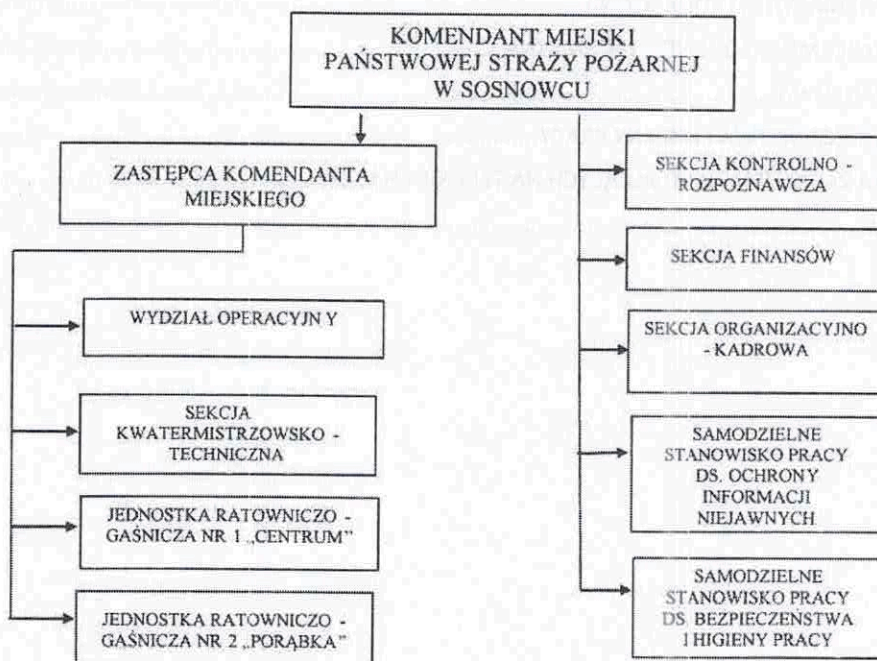 KOMENDANT MIEJSKI
PAŃSTWOWEJ STRAŻY POŻARNEJ
W SOSNOWCU
ZASTĘPCA KOMENDANTA
MIEJSKIEGO
WYDZIAŁ OPERACYJN Y
SEKCJA
KWATERMISTRZOWSKO -
TECHNICZNA
JEDNOSTKA RATOWNICZO -
GAŚNICZA NR 1 „CENTRUM”
JEDNOSTKA RATOWNICZO -
GAŚNICZA NR 2 „PORĄBKA”
SEKCJA KONTROLNO -
ROZPOZNAWCZA
SEKCJA FINANSÓW
SEKCJA ORGANIZACYJNO
- KADROWA
SAMODZIELNE
STANOWISKO PRACY
DS. OCHRONY
INFORMACJI
NIEJAWNYCH
SAMODZIELNE
STANOWISKO PRACY
DS. BEZPIECZEŃSTWA
I HIGIENY PRACY